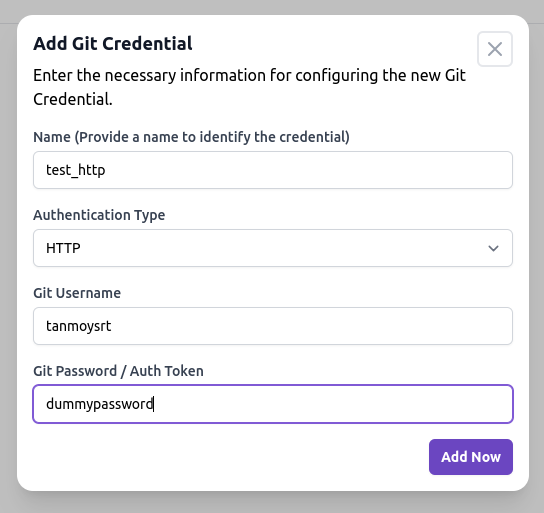 Add Git Credential
Enter the necessary information for configuring the new Git
Credential.
Name (Provide a name to identify the credential)
test_http
Authentication Type
HTTP
Git Username
tanmoysrt
Git Password / Auth Token
dummypassword
Add Now